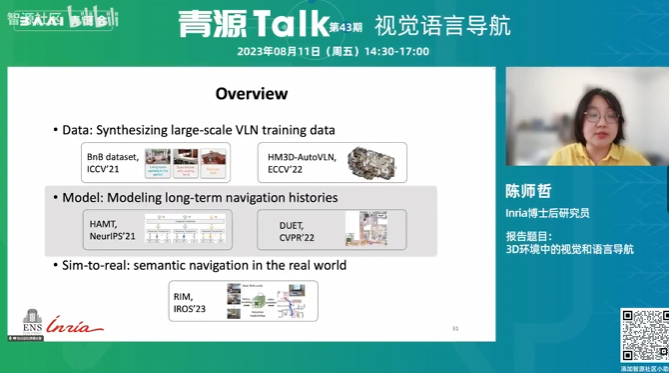 智源社区
BAAI
bilibili
青源Talk 第43期 视觉语言导航
2023年08月11日（周五）14:30-17:00
Overview
• Data: Synthesizing large-scale VLN training data
BnB dataset,
ICCV'21
HM3D-AutoVLN,
ECCV'22
• Model: Modeling long-term navigation histories
HAMT,
NeurIPS'21
DUET,
CVPR'22
• Sim-to-real: semantic navigation in the real world
RIM,
IROS'23
ENS
Inria
31
陈师哲
Inria博士后研究员
报告题目：
3D环境中的视觉和语言导航
添加智源社区小助